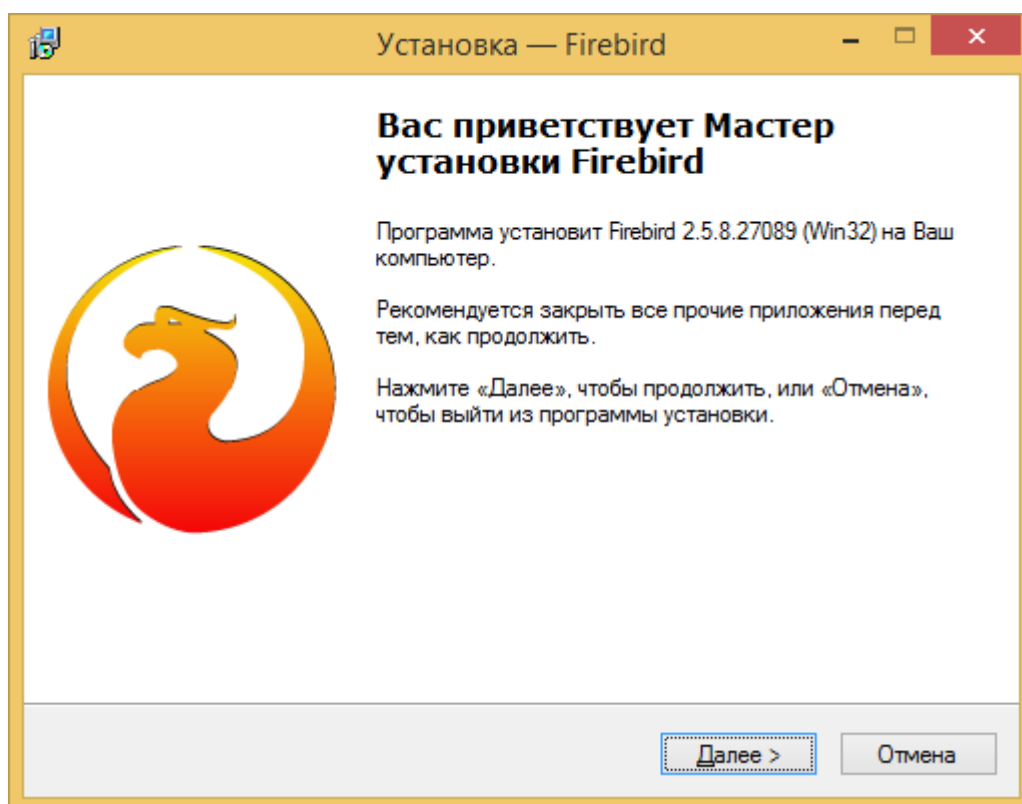 Установка — Firebird
Вас приветствует Мастер
установки Firebird
Программа установит Firebird 2.5.8.27089 (Win32) на Ваш
компьютер.
Рекомендуется закрыть все прочие приложения перед
тем, как продолжить.
Нажмите «Далее», чтобы продолжить, или «Отмена»,
чтобы выйти из программы установки.
Далее >
Отмена